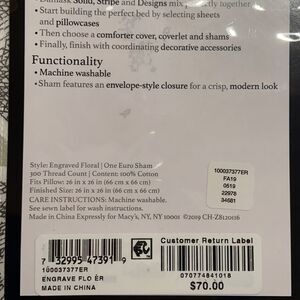 Damask Solid, Stripe and Designs mix perfectly together
• Start building the perfect bed by selecting sheets
and pillowcases
• Then choose a comforter cover, coverlet and shams
• Finally, finish with coordinating decorative accessories
Functionality
• Machine washable
• Sham features an envelope-style closure for a crisp, modern look
Style: Engraved Floral | One Euro Sham
300 Thread Count | Content: 100% Cotton
Fits Pillow: 26 in x 26 in (66 cm x 66 cm)
26 in x 26 in (66 cm x 66 cm)
CARE INSTRUCTIONS: Machine washable.
See sewn label for wash instructions.
Made in China Expressly for Macy's, NY, NY 10001 ©2019 CH-Z8120116
100037377ER
FA19
0519
22978
34681
7 32995 47391 9
100037377ER
ENGRAVE FLO ER
MADE IN CHINA
Customer Return Label
070774841018
$70.00